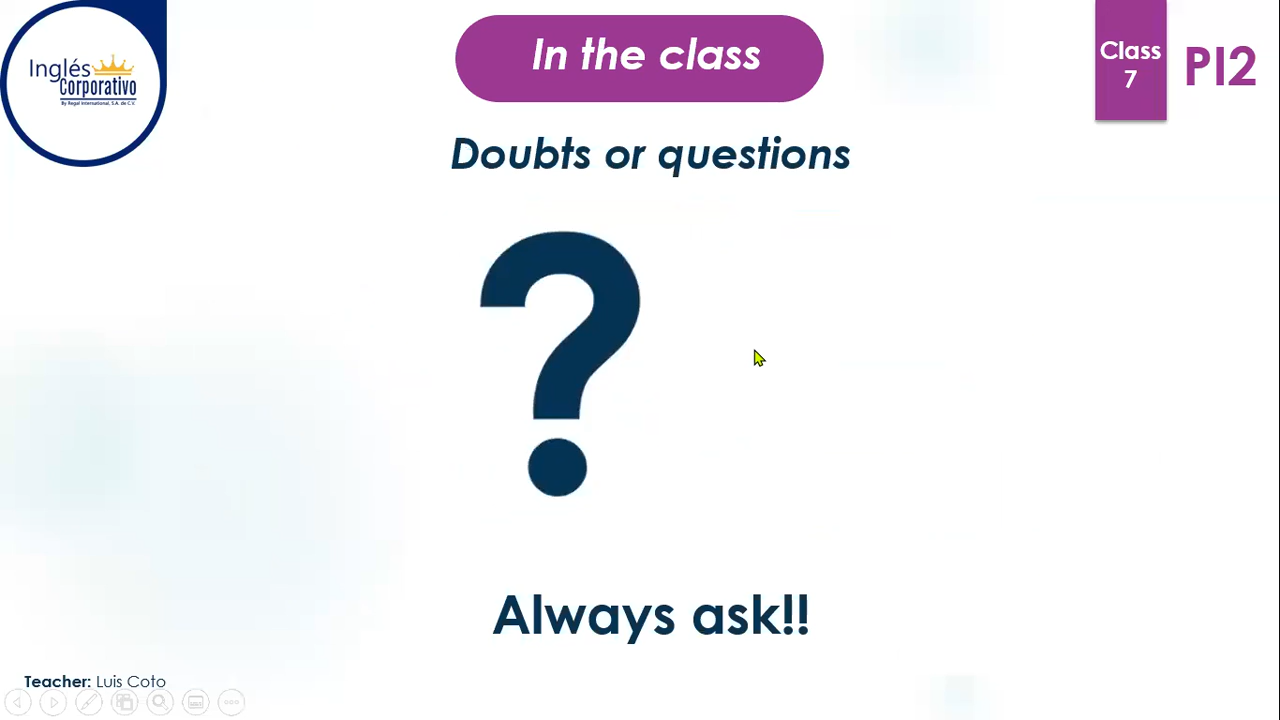 Inglés
Corporativo
By Regal International, S.A. de C.V.
In the class
Class
7
PI2
Doubts or questions
?
Always ask!!
Teacher: Luis Coto